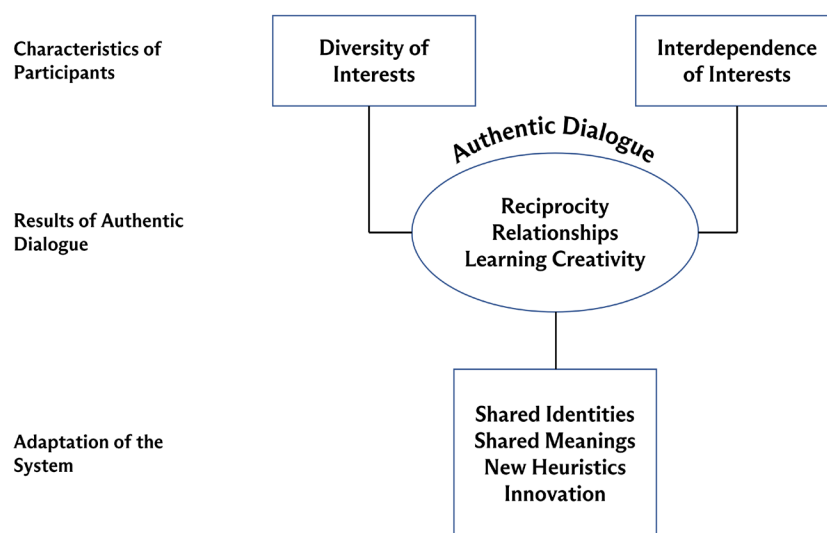 Characteristics of
Participants
Diversity of
Interests
Interdependence
of Interests
Authentic Dialogue
Results of Authentic
Dialogue
Reciprocity
Relationships
Learning Creativity
Adaptation of the
System
Shared Identities
Shared Meanings
New Heuristics
Innovation